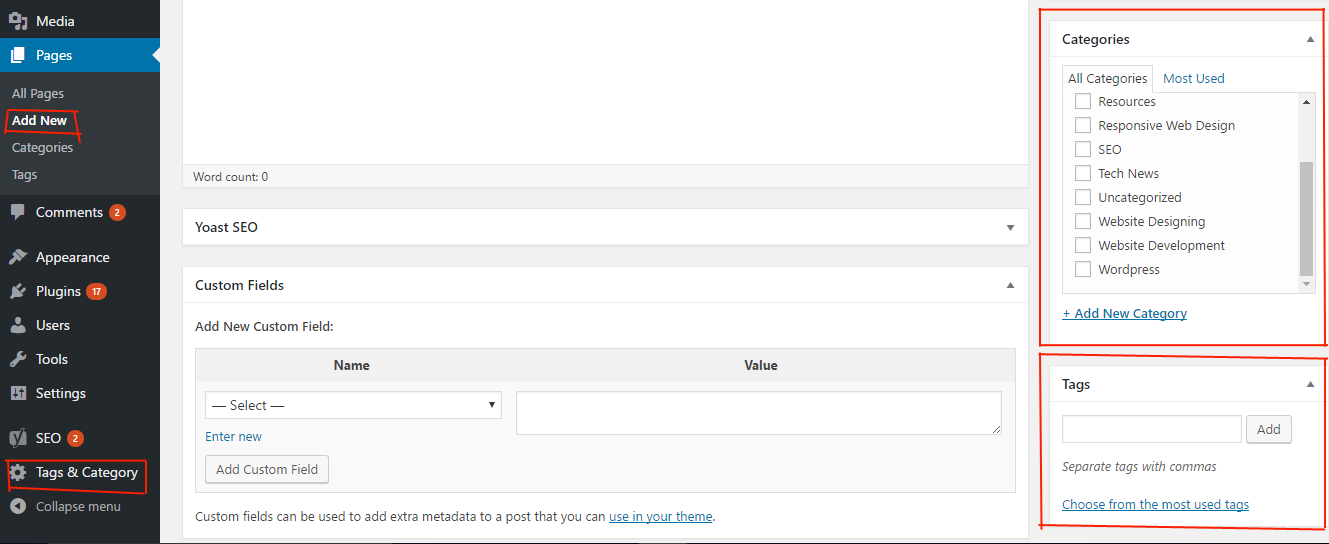 Media
Pages
All Pages
Add New
Categories
Tags
Comments 2
Appearance
Plugins 17
Users
Tools
Settings
SEO 2
Tags & Category
Collapse menu
Word count: 0
Yoast SEO
Custom Fields
Add New Custom Field:
Name Value
— Select —
Enter new
Add Custom Field
Custom fields can be used to add extra metadata to a post that you can use in your theme.
Categories
All Categories Most Used
Resources
Responsive Web Design
SEO
Tech News
Uncategorized
Website Designing
Website Development
Wordpress
+ Add New Category
Tags
Add
Separate tags with commas
Choose from the most used tags